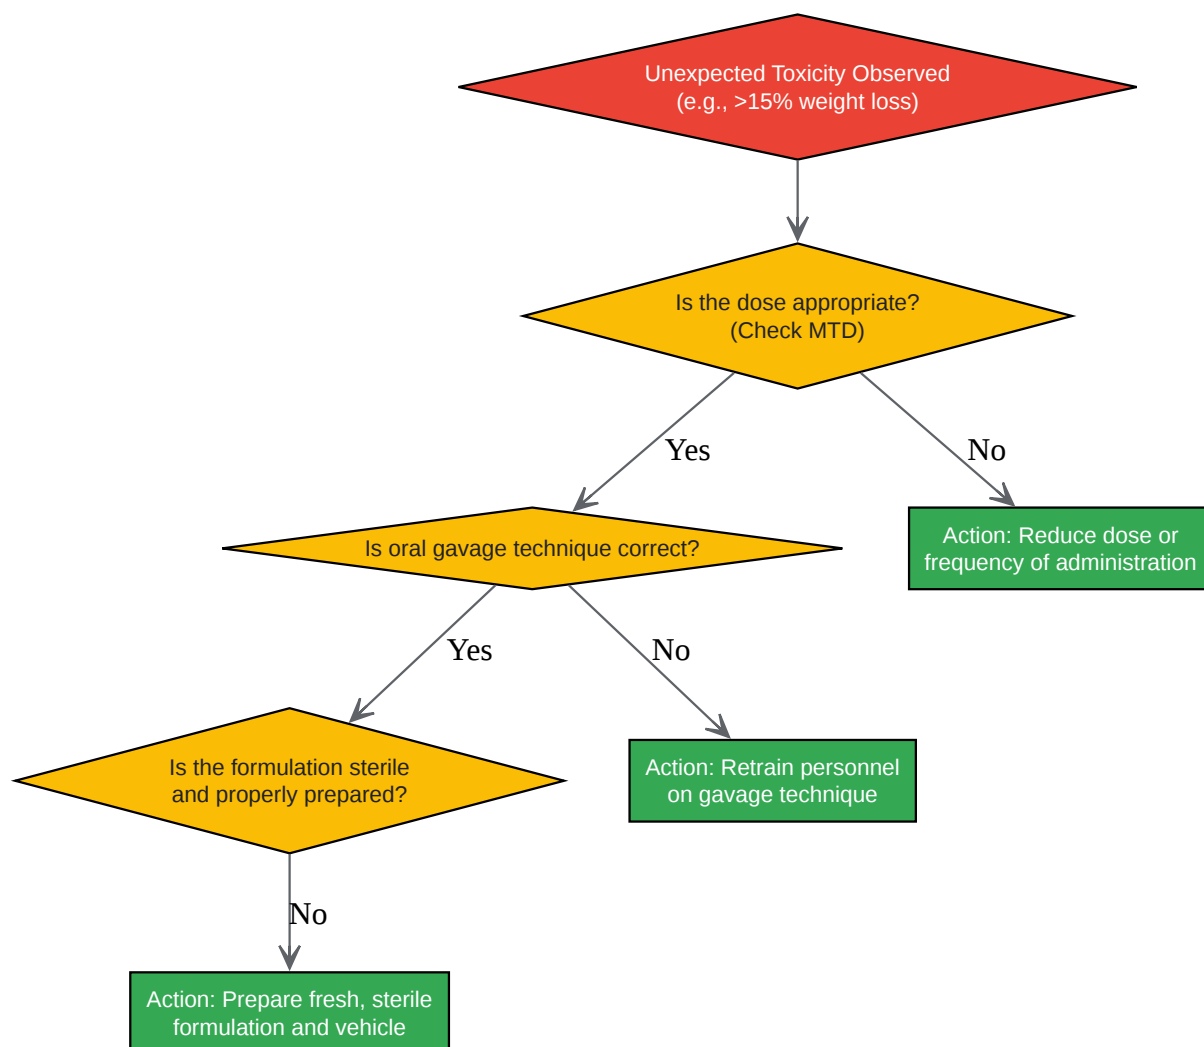 Unexpected Toxicity Observed
(e.g., >15% weight loss)
Is the dose appropriate?
(Check MTD)
Yes
No
Is oral gavage technique correct?
Action: Reduce dose or
frequency of administration
Yes
No
Is the formulation sterile
and properly prepared?
Action: Retrain personnel
on gavage technique
No
Action: Prepare fresh, sterile
formulation and vehicle